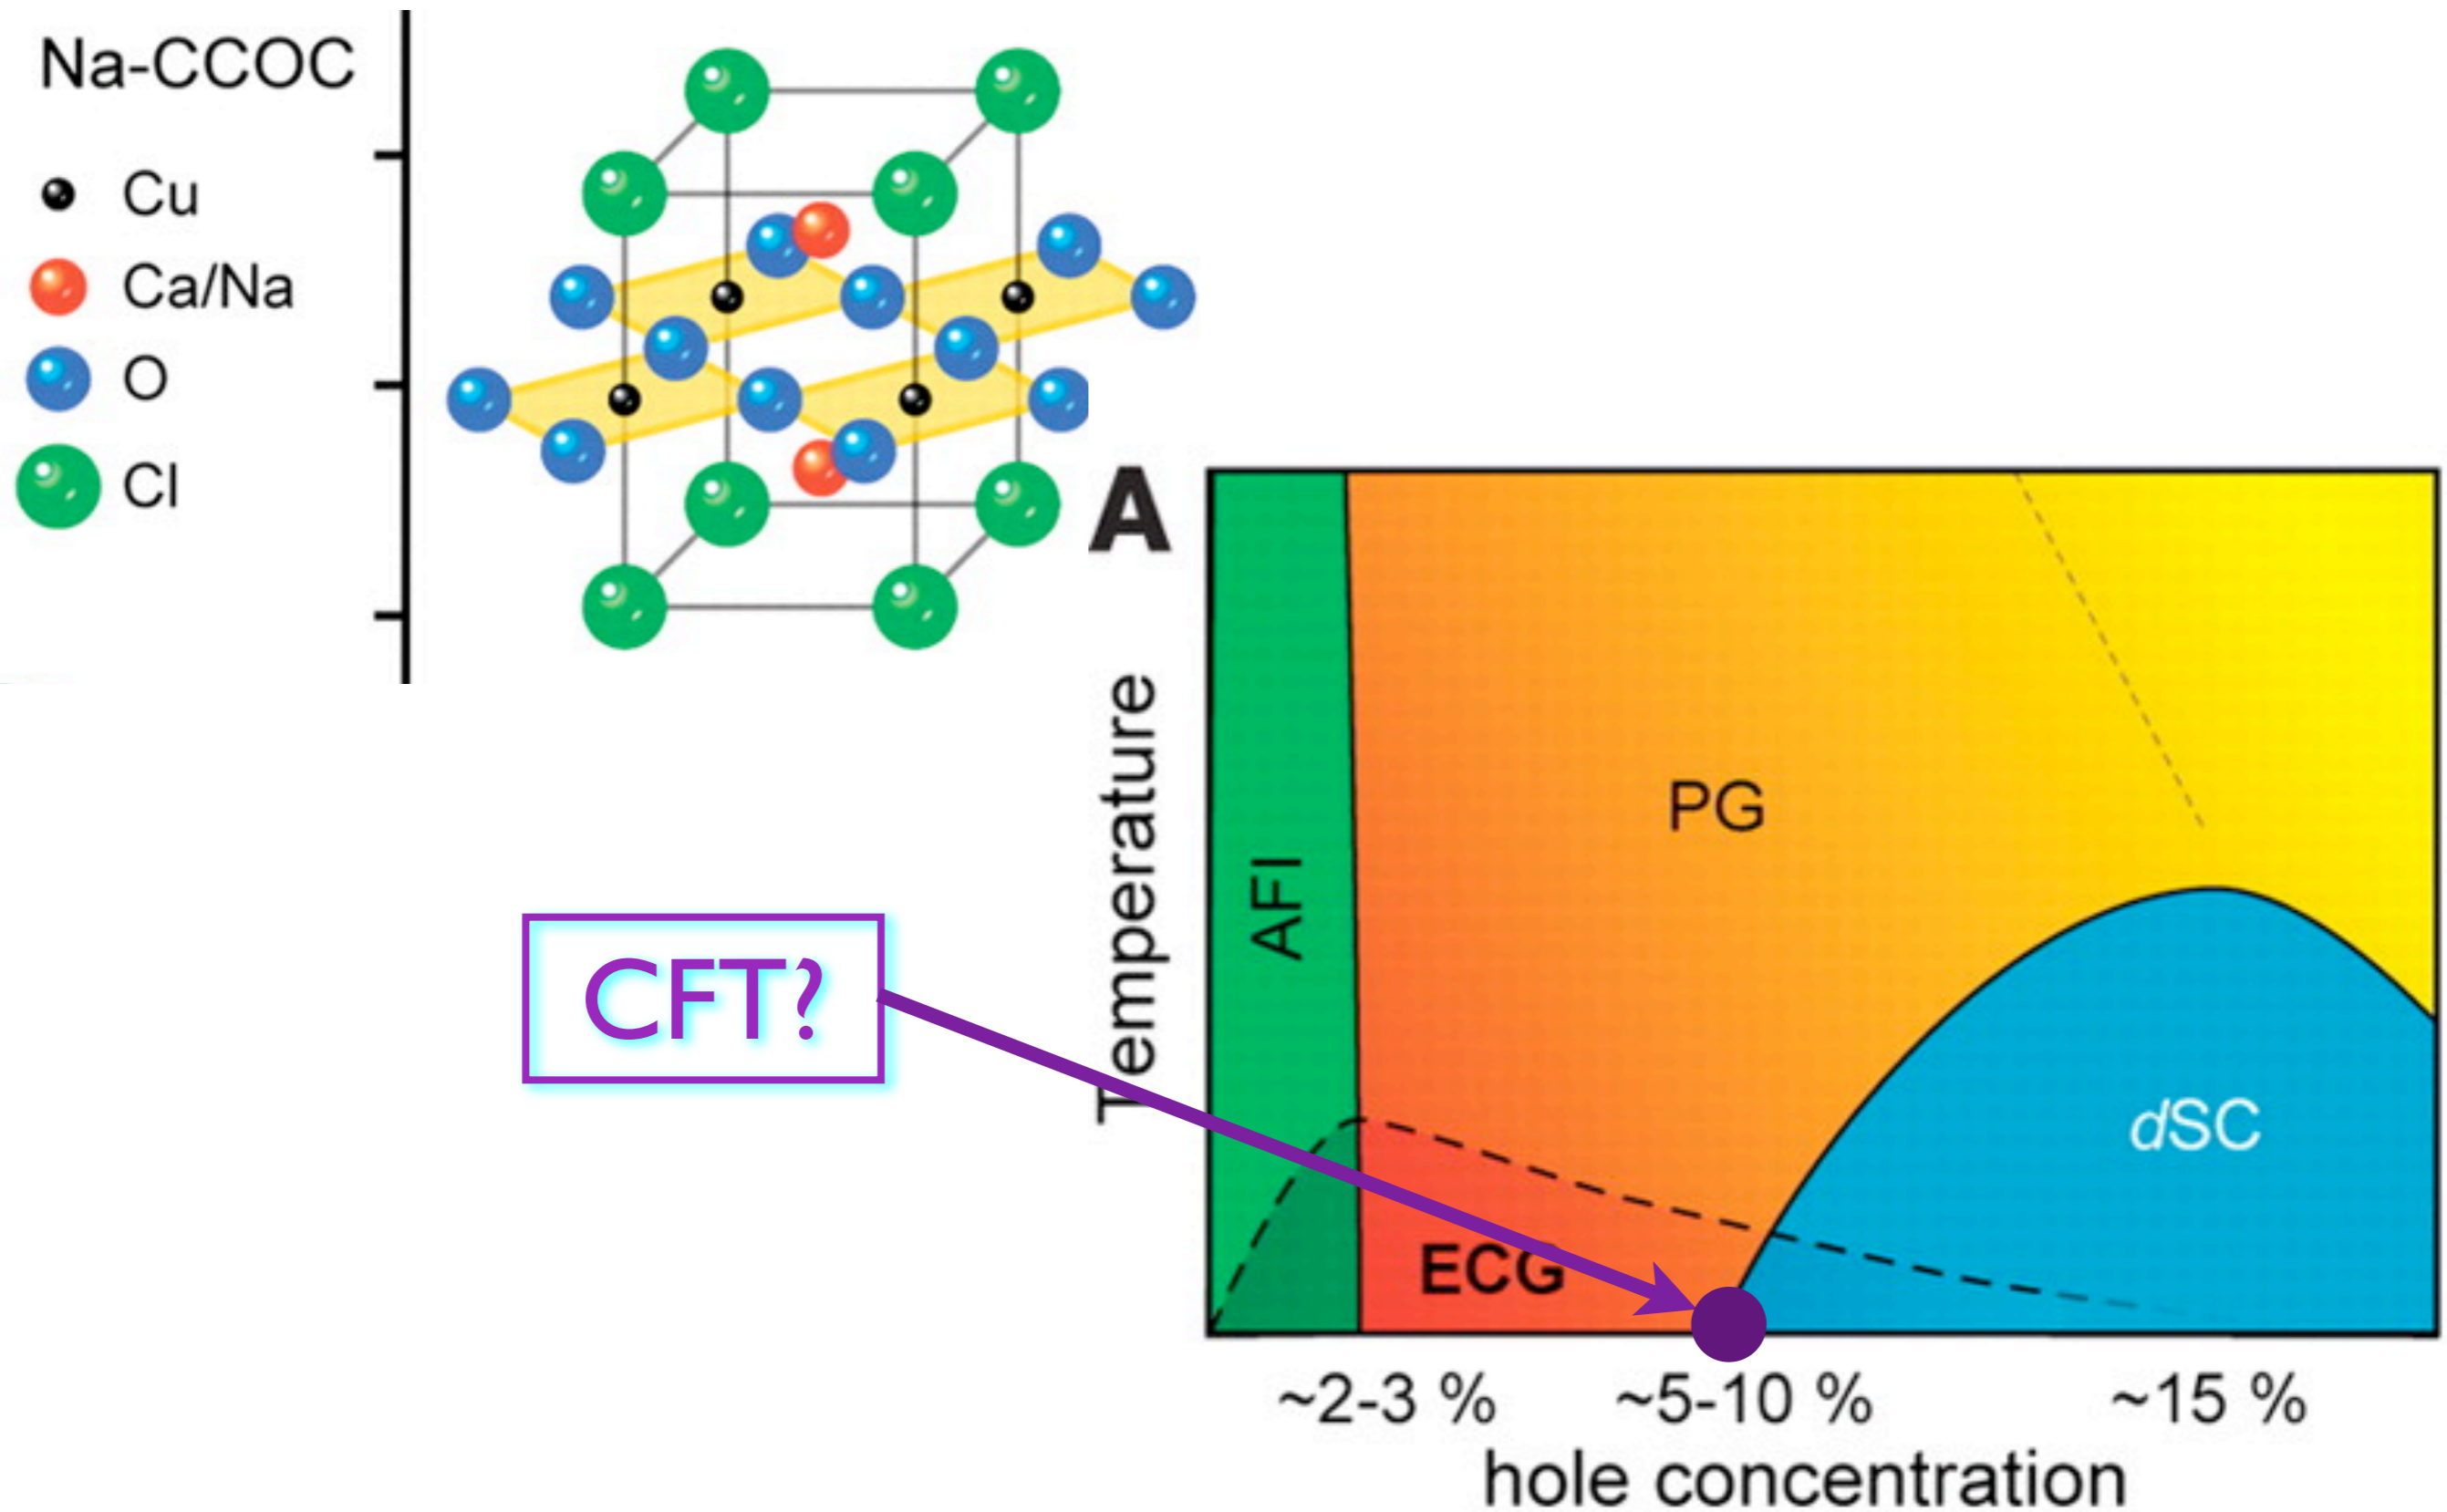 Na-CCOC
Cu
Ca/Na
O
Cl
A
Temperature
AFI
PG
dSC
ECG
CFT?
~2-3 %
~5-10 %
~15 %
hole concentration